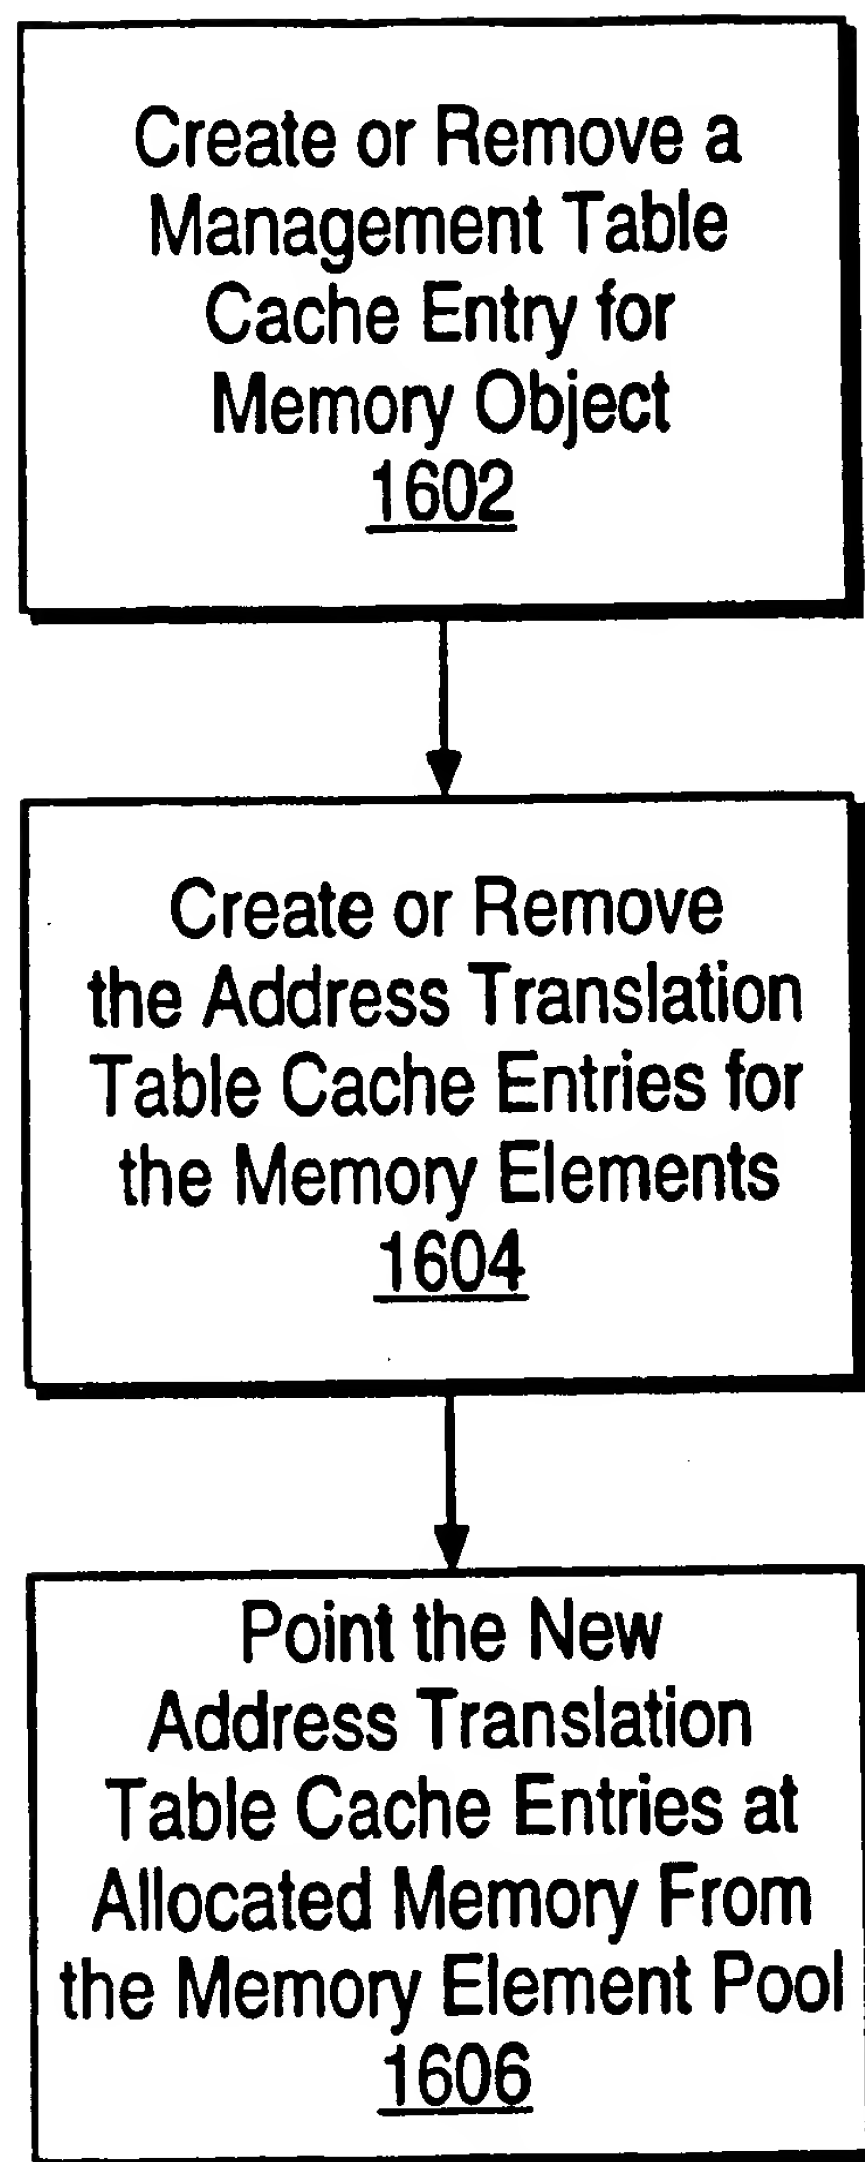 Create or Remove a
Management Table
Cache Entry for
Memory Object
1602
Create or Remove
the Address Translation
Table Cache Entries for
the Memory Elements
1604
Point the New
Address Translation
Table Cache Entries at
Allocated Memory From
the Memory Element Pool
1606